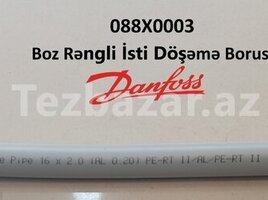 088X0003
Boz Rəngli İsti Döşəmə Borus
Danfoss
Tezbazar.az
Pipe 16 x 2.0 (AL 0.20) PE-RT II/AL/PE-RT II